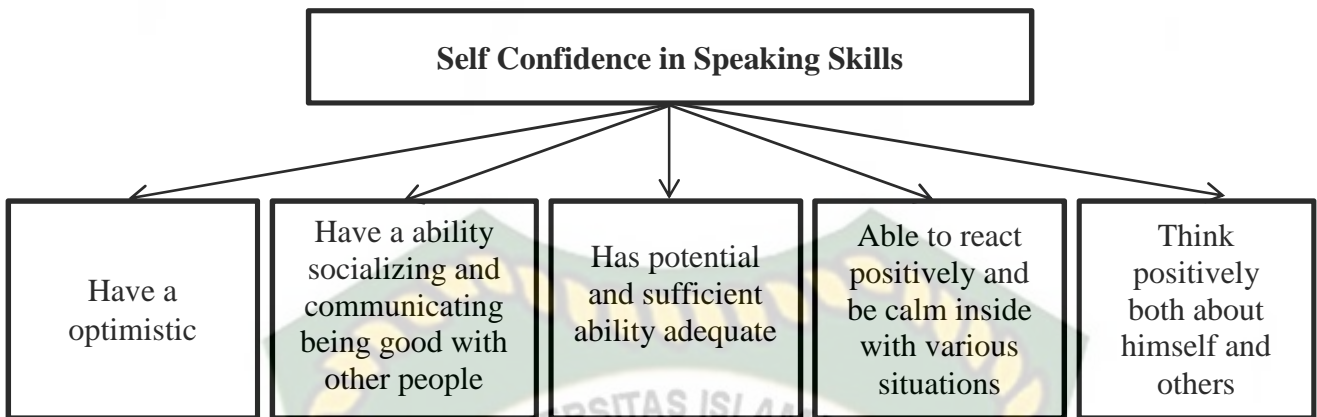 Self Confidence in Speaking Skills
Have a
optimistic
Have a ability
socializing and
communicating
being good with
other people
Has potential
and sufficient
ability adequate
Able to react
positively and
be calm inside
with various
situations
Think
positively
both about
himself and
others
ERSITAS ISLAM